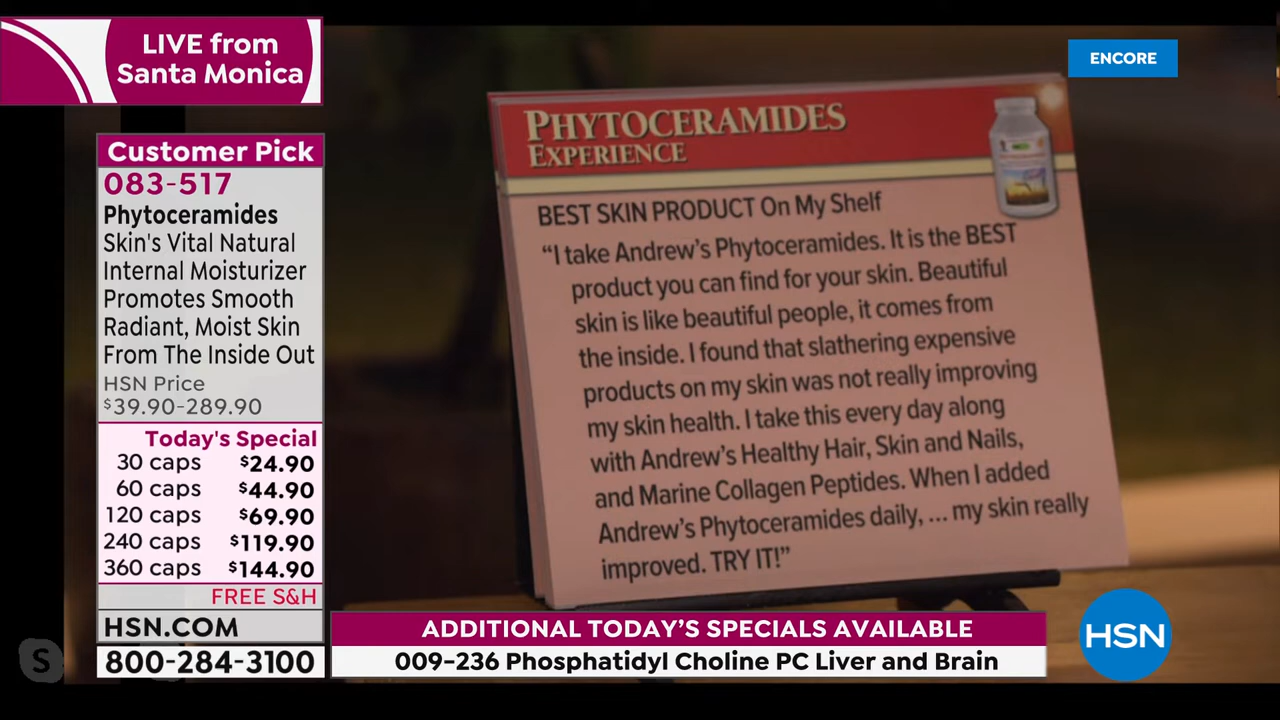 LIVE from
Santa Monica
ENCORE
Customer Pick
083-517
Phytoceramides
Skin's Vital Natural
Internal Moisturizer
Promotes Smooth
Radiant, Moist Skin
From The Inside Out
HSN Price
$39.90-289.90
Today's Special
30 caps $24.90
60 caps $44.90
120 caps $69.90
240 caps $119.90
360 caps $144.90
FREE S&H
HSN.COM
800-284-3100
PHYTOCERAMIDES
EXPERIENCE
BEST SKIN PRODUCT On My Shelf
“I take Andrew’s Phytoceramides. It is the BEST
product you can find for your skin. Beautiful
skin is like beautiful people, it comes from
the inside. I found that slathering expensive
products on my skin was not really improving
my skin health. I take this every day along
with Andrew’s Healthy Hair, Skin and Nails,
and Marine Collagen Peptides. When I added
Andrew’s Phytoceramides daily, ... my skin really
improved. TRY IT!”
ADDITIONAL TODAY’S SPECIALS AVAILABLE
009-236 Phosphatidyl Choline PC Liver and Brain
HSN
S